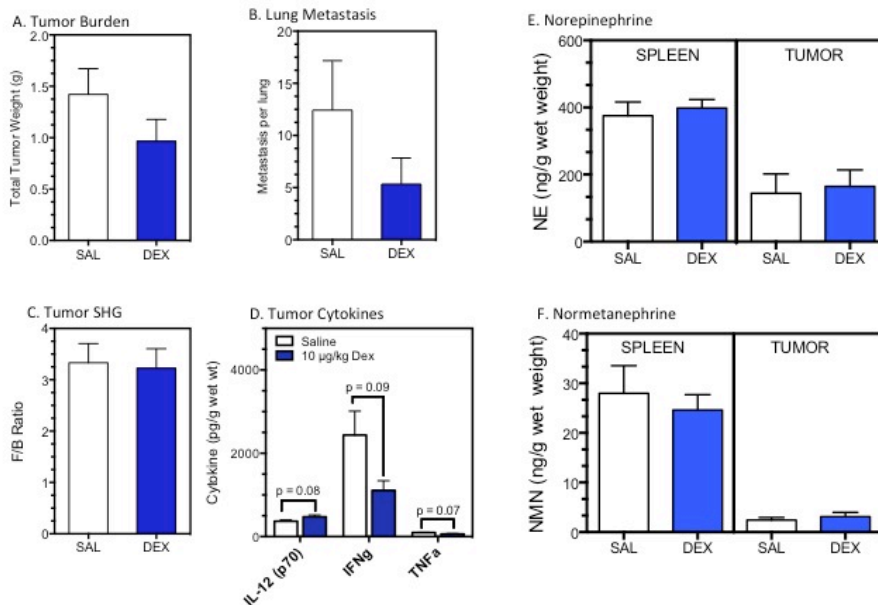 A. Tumor Burden
Total Tumor Weight (g)
2.0
1.5
1.0
0.5
0.0
SAL DEX
B. Lung Metastasis
Metastasis per lung
20
15
10
5
0
SAL DEX
C. Tumor SHG
F/B Ratio
4
3
2
1
0
SAL DEX
D. Tumor Cytokines
Cytokine (pg/g wet wt)
Saline
10 µg/kg Dex
4000
2000
0
p = 0.08
p = 0.09
p = 0.07
IL-12 (p70)
IFNg
TNFa
E. Norepinephrine
NE (ng/g wet weight)
600
400
200
0
SPLEEN TUMOR
SAL DEX SAL DEX
F. Normetanephrine
NMN (ng/g wet weight)
40
30
20
10
0
SPLEEN TUMOR
SAL DEX SAL DEX